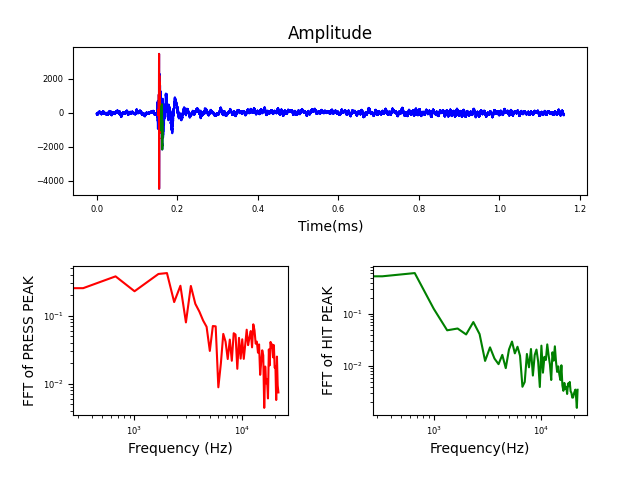 Amplitude
2000
0
−2000
−4000
0.0 0.2 0.4 0.6 0.8 1.0 1.2
Time(ms)
FFT of PRESS PEAK
10⁻¹
10⁻²
10³ 10⁴
Frequency (Hz)
FFT of HIT PEAK
10⁻¹
10⁻²
10³ 10⁴
Frequency(Hz)